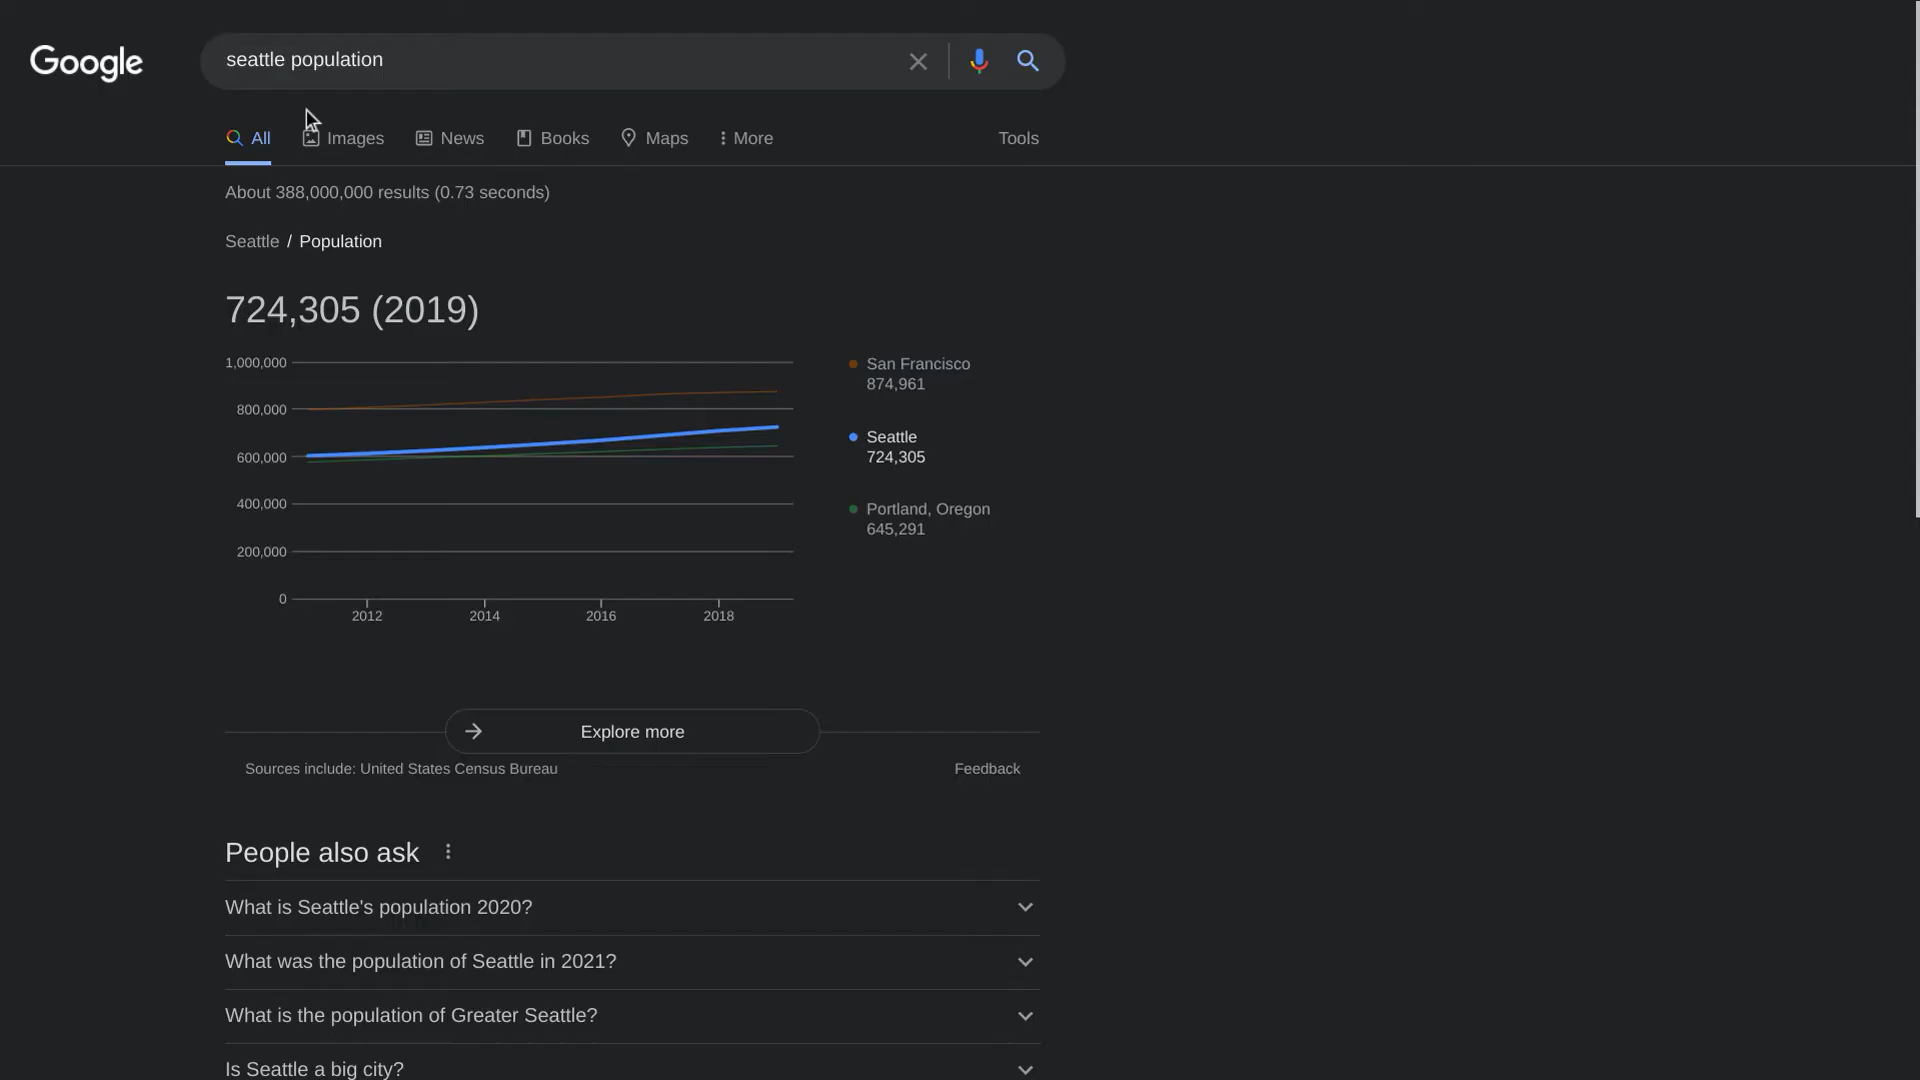 Google
seattle population
All
Images
News
Books
Maps
More
Tools
About 388,000,000 results (0.73 seconds)
Seattle / Population
724,305 (2019)
1,000,000
800,000
600,000
400,000
200,000
0
2012
2014
2016
2018
San Francisco
874,961
Seattle
724,305
Portland, Oregon
645,291
Explore more
Sources include: United States Census Bureau
Feedback
People also ask
What is Seattle's population 2020?
What was the population of Seattle in 2021?
What is the population of Greater Seattle?
Is Seattle a big city?